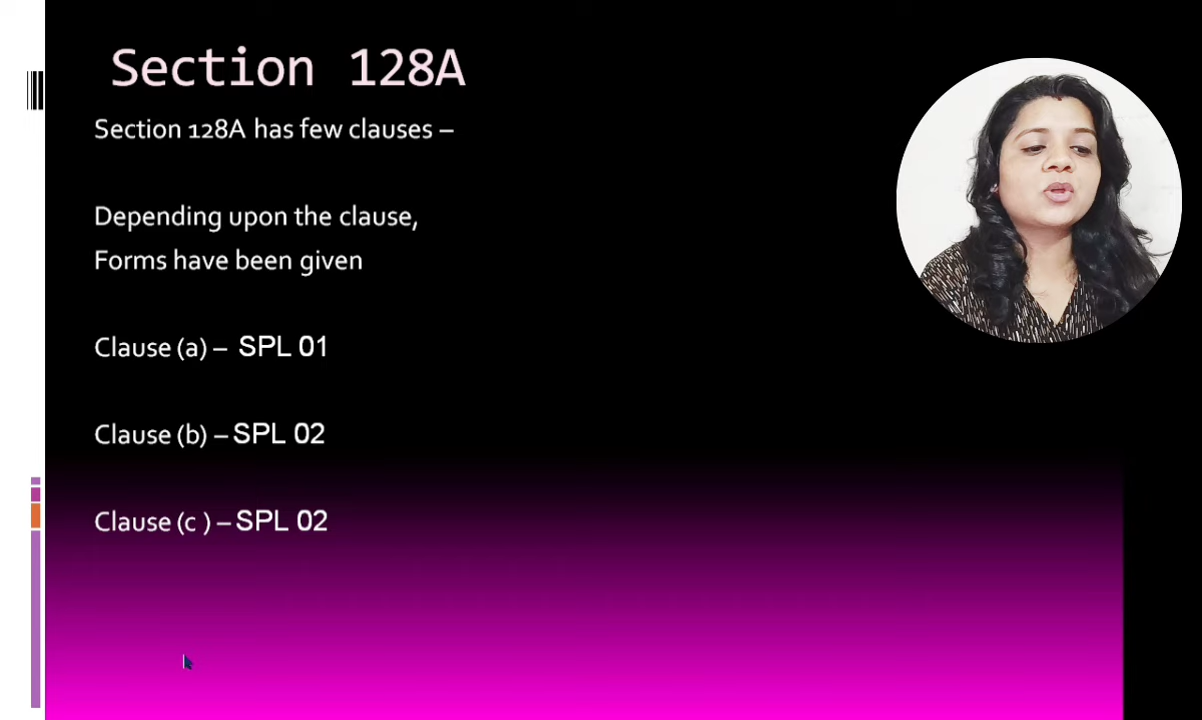 Section 128A
Section 128A has few clauses –
Depending upon the clause,
Forms have been given
Clause (a) – SPL 01
Clause (b) – SPL 02
Clause (c ) – SPL 02